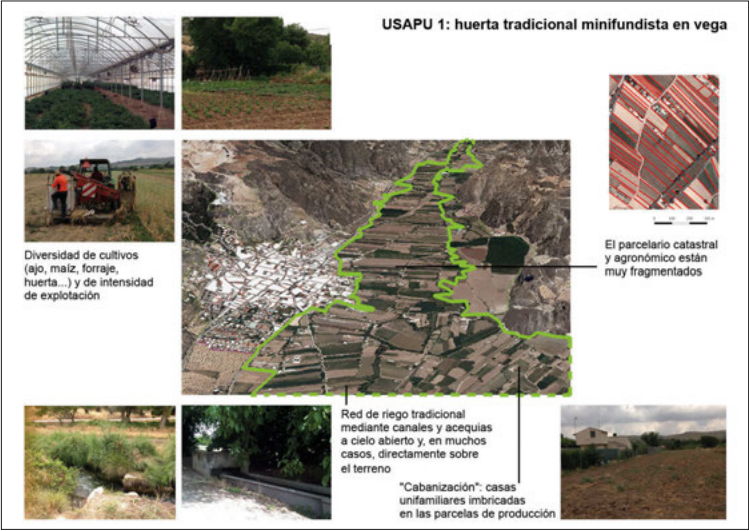 USAPU 1: huerta tradicional minifundista en vega
Diversidad de cultivos
(ajo, maíz, forraje,
huerta...) y de intensidad
de explotación
El parcelario catastral
y agronómico están
muy fragmentados
Red de riego tradicional
mediante canales y acequias
a cielo abierto y, en muchos
casos, directamente sobre
el terreno
"Cabanización": casas
unifamiliares imbricadas
en las parcelas de producción